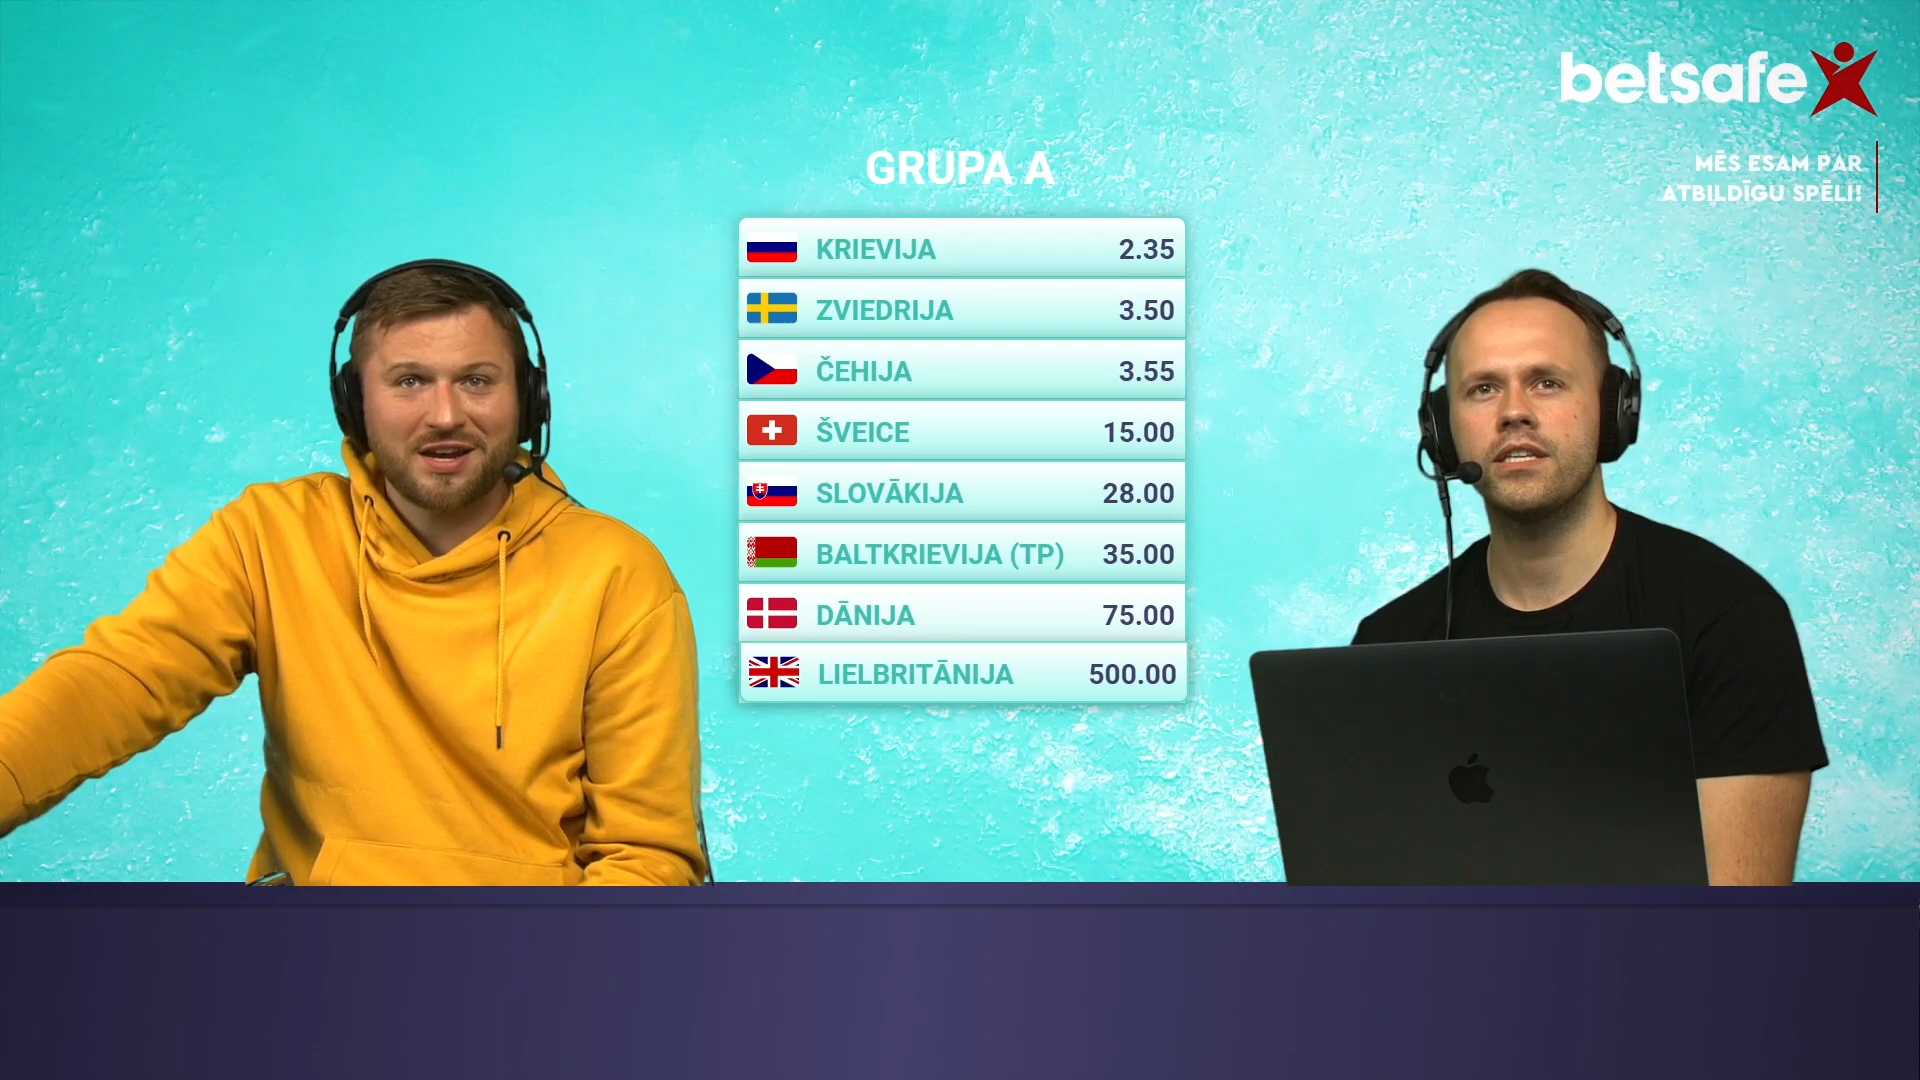 betsafe
MĒS ESAM PAR
ATBILDĪGU SPĒLI!
GRUPA A
KRIEVIJA 2.35
ZVIEDRIJA 3.50
ČEHIJA 3.55
ŠVEICE 15.00
SLOVĀKIJA 28.00
BALTKRIEVIJA (TP) 35.00
DĀNIJA 75.00
LIELBRITĀNIJA 500.00